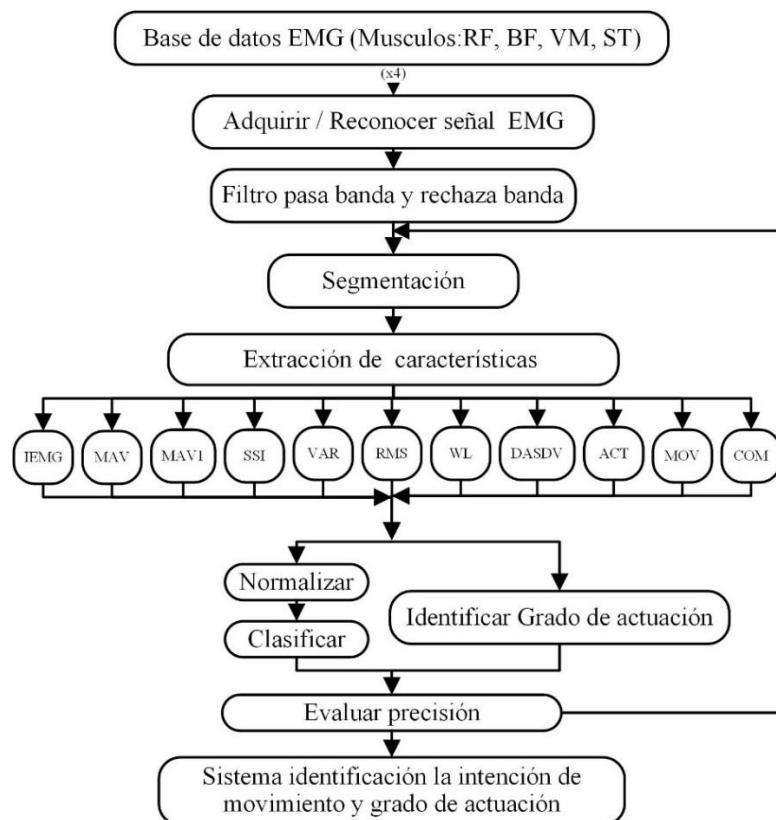 Base de datos EMG (Musculos:RF, BF, VM, ST)
(x4)
Adquirir / Reconocer señal EMG
Filtro pasa banda y rechaza banda
Segmentación
Extracción de característícas
IEMG MAV MAV1 SSI VAR RMS WL DASDV ACT MOV COM
Normalizar
Identificar Grado de actuación
Clasificar
Evaluar precisión
Sistema identificación la intención de
movimiento y grado de actuación